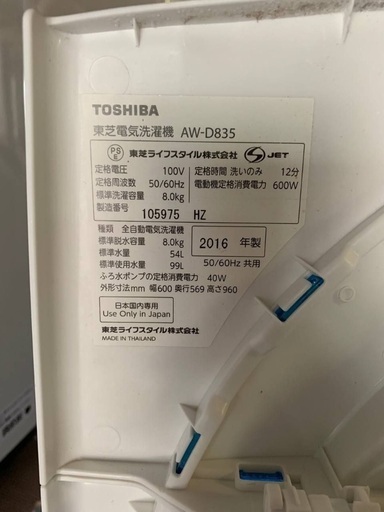 TOSHIBA
東芝電気洗濯機 AW-D835
PS
E
東芝ライフスタイル株式会社
JET
定格電圧 100V 定格時間 洗いのみ 12分
定格周波数 50/60Hz 電動機定格消費電力 600W
標準洗濯容量 8.0kg
製造番号 105975 HZ
種類 全自動電気洗濯機
標準脱水容量 8.0kg 2016 年製
標準水量 54L
標準使用水量 99L 50/60Hz 共用
ふろ水ポンプの定格消費電力 40W
外形寸法mm 幅600 奥行569 高さ960
日本国内専用
Use Only in Japan
東芝ライフスタイル株式会社
MADE IN THAILAND